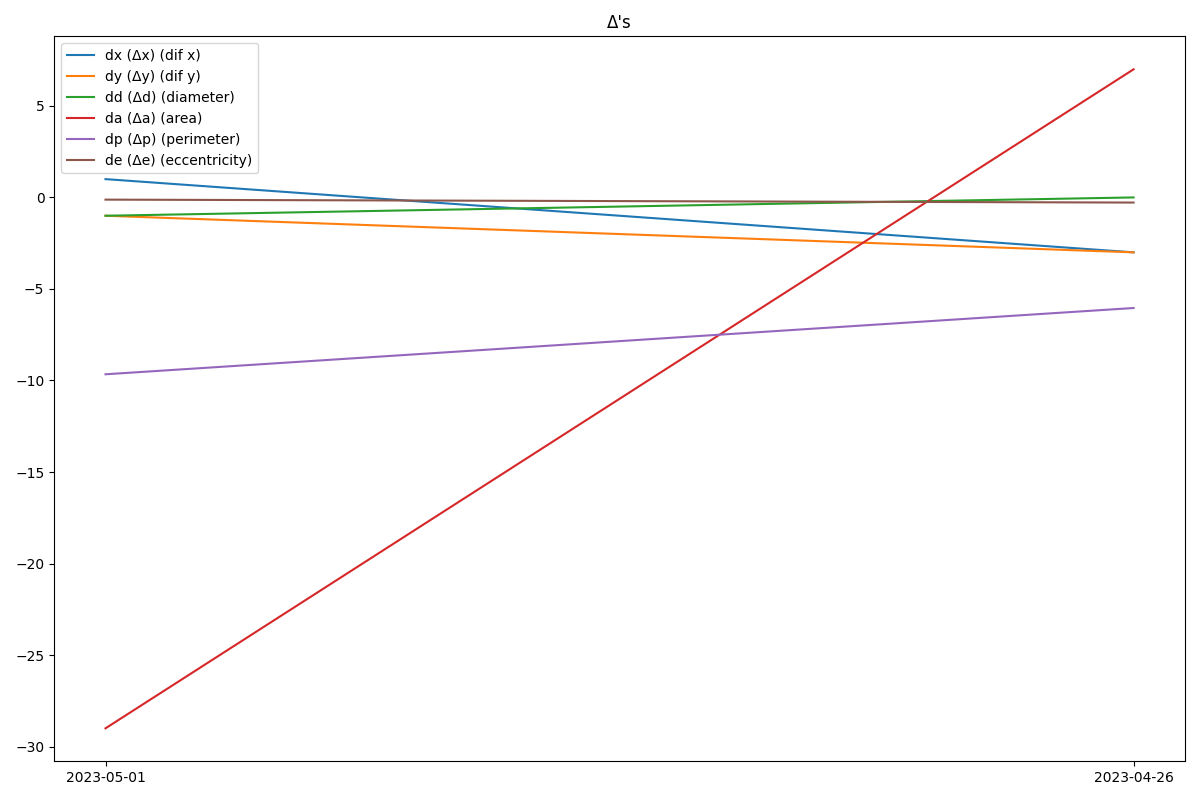 Δ's
dx (Δx) (dif x)
dy (Δy) (dif y)
dd (Δd) (diameter)
da (Δa) (area)
dp (Δp) (perimeter)
de (Δe) (eccentricity)
5
0
−5
−10
−15
−20
−25
−30
2023-05-01 2023-04-26